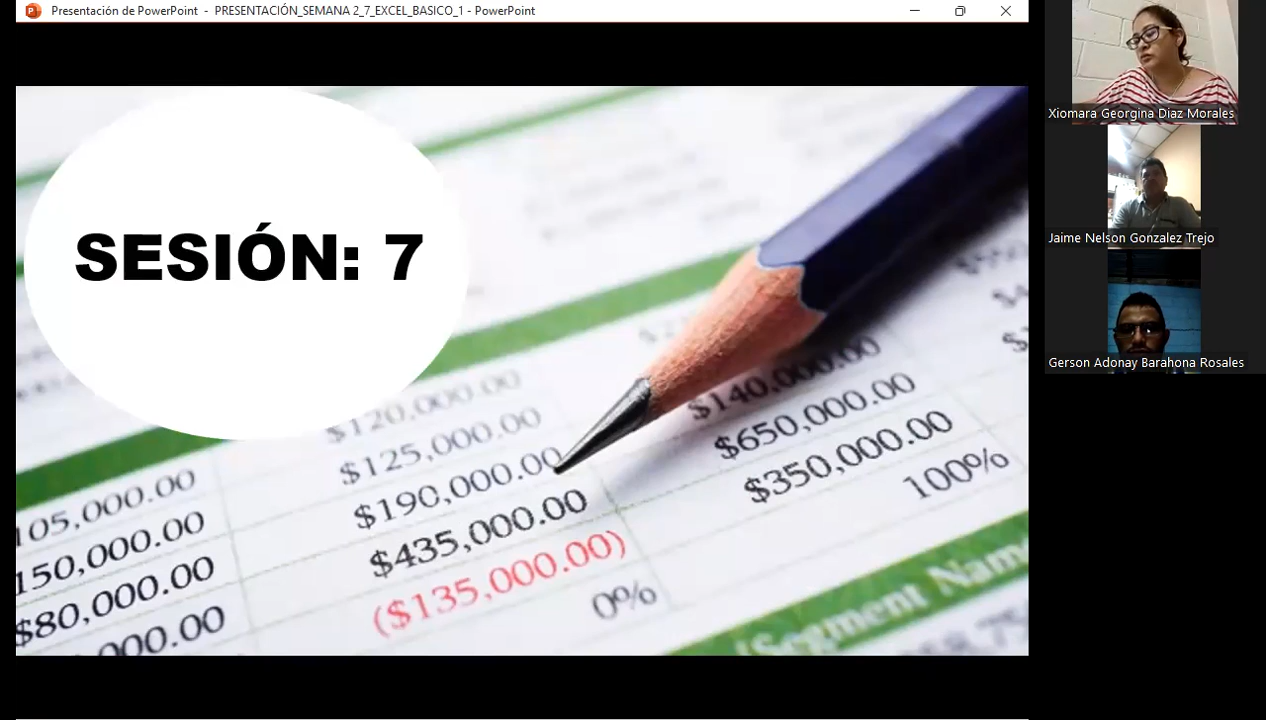 Presentación de PowerPoint - PRESENTACIÓN_SEMANA 2_7_EXCEL_BASICO_1 - PowerPoint
Xiomara Georgina Diaz Morales
Jaime Nelson Gonzalez Trejo
Gerson Adonay Barahona Rosales
SESIÓN: 7
$120,000.00
$125,000.00
$190,000.00
$435,000.00
($135,000.00)
0%
105,000.00
150,000.00
$80,000.00
000.00
$140,000.00
$650,000.00
$350,000.00
100%
(Segment Name